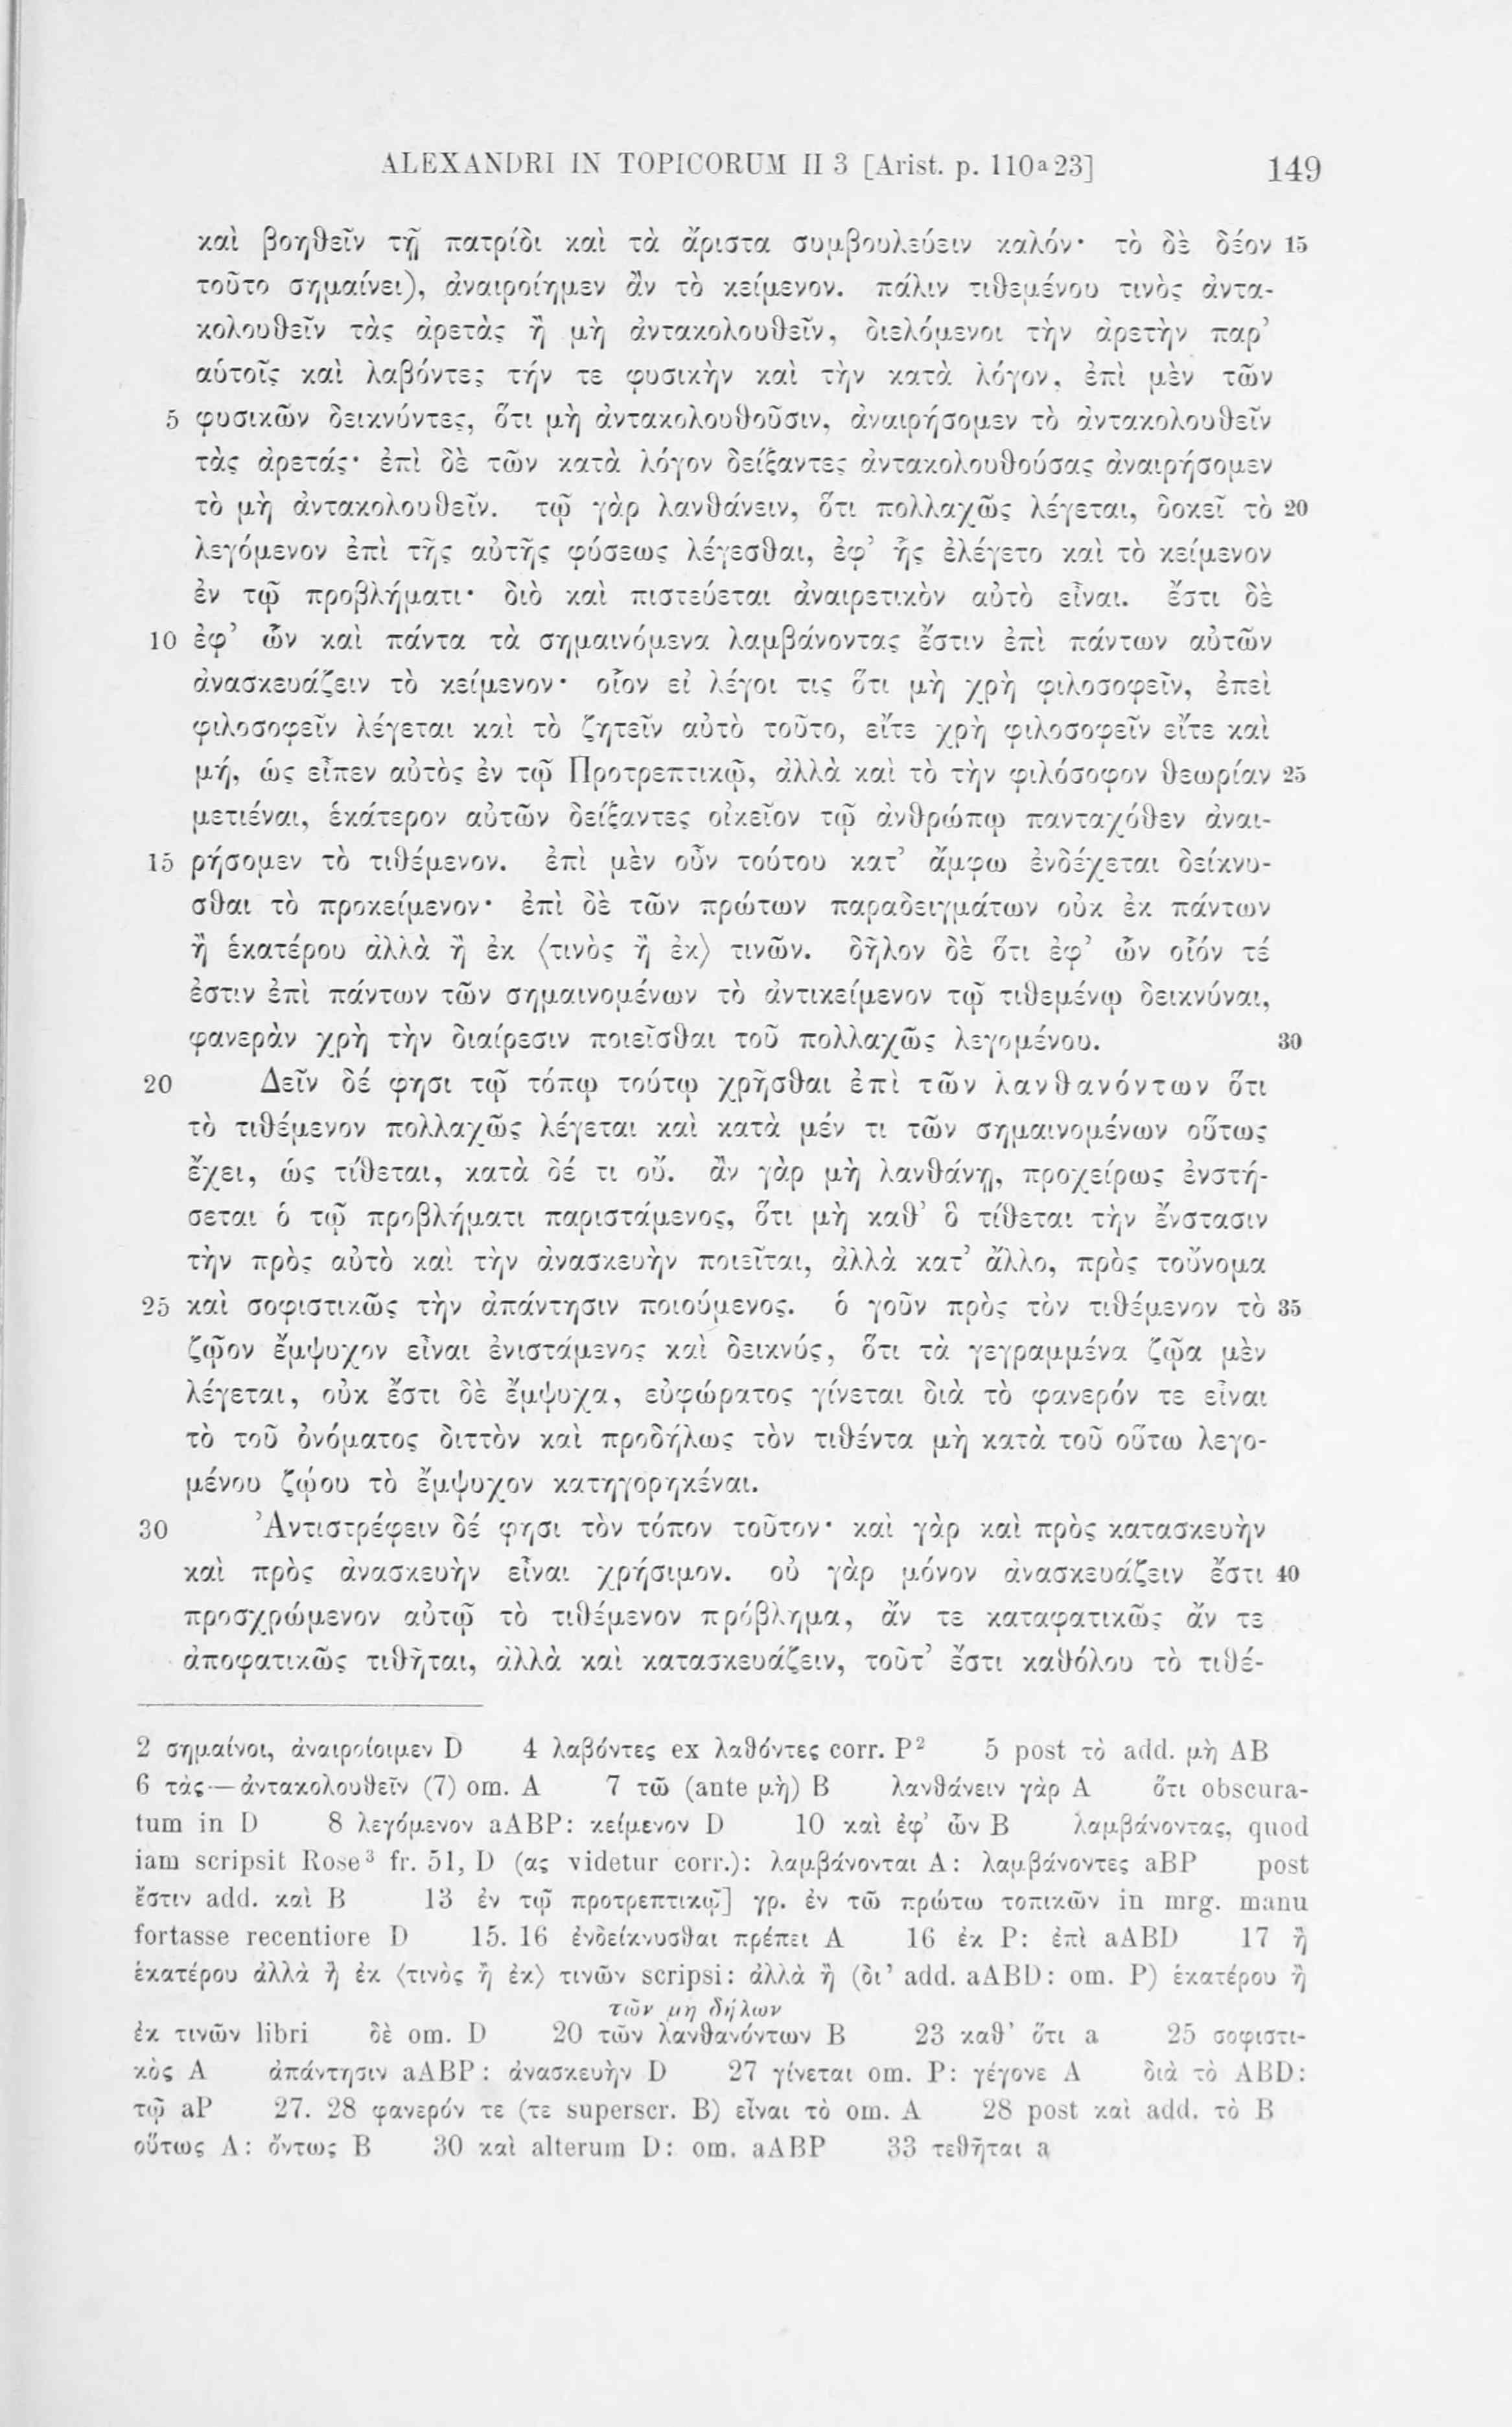 ALEXANDRI IN TOPICORUM II 3 [Arist. p. 110ᵃ23] 149
καὶ βοηθεῖν τῇ πατρίδι καὶ τὰ ἄριστα συμβουλεύειν καλόν· τὸ δὲ δέον 15
τοῦτο σημαίνει), ἀναιροίημεν ἂν τὸ κείμενον. πάλιν τιθεμένου τινὸς ἀντα-
κολουθεῖν τὰς ἀρετὰς ἢ μὴ ἀντακολουθεῖν, διελόμενοι τὴν ἀρετὴν παρ’
αὑτοῖς καὶ λαβόντες τήν τε φυσικὴν καὶ τὴν κατὰ λόγον, ἐπὶ μὲν τῶν
5 φυσικῶν δεικνύντες, ὅτι μὴ ἀντακολουθοῦσιν, ἀναιρήσομεν τὸ ἀντακολουθεῖν
τὰς ἀρετάς· ἐπὶ δὲ τῶν κατὰ λόγον δείξαντες ἀντακολουθούσας ἀναιρήσομεν
τὸ μὴ ἀντακολουθεῖν. τῷ γὰρ λανθάνειν, ὅτι πολλαχῶς λέγεται, δοκεῖ τὸ 20
λεγόμενον ἐπὶ τῆς αὐτῆς φύσεως λέγεσθαι, ἐφ’ ἧς ἐλέγετο καὶ τὸ κείμενον
ἐν τῷ προβλήματι· διὸ καὶ πιστεύεται ἀναιρετικὸν αὐτὸ εἶναι. ἔστι δὲ
10 ἐφ’ ὧν καὶ πάντα τὰ σημαινόμενα λαμβάνοντας ἔστιν ἐπὶ πάντων αὐτῶν
ἀνασκευάζειν τὸ κείμενον· οἷον εἰ λέγοι τις ὅτι μὴ χρὴ φιλοσοφεῖν, ἐπεὶ
φιλοσοφεῖν λέγεται καὶ τὸ ζητεῖν αὐτὸ τοῦτο, εἴτε χρὴ φιλοσοφεῖν εἴτε καὶ
μή, ὡς εἶπεν αὐτὸς ἐν τῷ Προτρεπτικῷ, ἀλλὰ καὶ τὸ τὴν φιλόσοφον θεωρίαν 25
μετιέναι, ἑκάτερον αὐτῶν δείξαντες οἰκεῖον τῷ ἀνθρώπῳ πανταχόθεν ἀναι-
15 ρήσομεν τὸ τιθέμενον. ἐπὶ μὲν οὖν τούτου κατ’ ἄμφω ἐνδέχεται δείκνυ-
σθαι τὸ προκείμενον· ἐπὶ δὲ τῶν πρώτων παραδειγμάτων οὐκ ἐκ πάντων
ἢ ἑκατέρου ἀλλὰ ἢ ἐκ ⟨τινὸς ἢ ἐκ⟩ τινῶν. δῆλον δὲ ὅτι ἐφ’ ὧν οἷόν τέ
ἐστιν ἐπὶ πάντων τῶν σημαινομένων τὸ ἀντικείμενον τῷ τιθεμένῳ δεικνύναι,
φανερὰν χρὴ τὴν διαίρεσιν ποιεῖσθαι τοῦ πολλαχῶς λεγομένου. 30
20 Δεῖν δέ φησι τῷ τόπῳ τούτῳ χρῆσθαι ἐπὶ τῶν λανθανόντων ὅτι
τὸ τιθέμενον πολλαχῶς λέγεται καὶ κατὰ μέν τι τῶν σημαινομένων οὕτως
ἔχει, ὡς τίθεται, κατὰ δέ τι οὔ. ἂν γὰρ μὴ λανθάνῃ, προχείρως ἐνστή-
σεται ὁ τῷ προβλήματι παριστάμενος, ὅτι μὴ καθ’ ὃ τίθεται τὴν ἔνστασιν
τὴν πρὸς αὐτὸ καὶ τὴν ἀνασκευὴν ποιεῖται, ἀλλὰ κατ’ ἄλλο, πρὸς τοὔνομα
25 καὶ σοφιστικῶς τὴν ἀπάντησιν ποιούμενος. ὁ γοῦν πρὸς τὸν τιθέμενον τὸ 35
ζῷον ἔμψυχον εἶναι ἐνιστάμενος καὶ δεικνύς, ὅτι τὰ γεγραμμένα ζῷα μὲν
λέγεται, οὐκ ἔστι δὲ ἔμψυχα, εὐφώρατος γίνεται διὰ τὸ φανερόν τε εἶναι
τὸ τοῦ ὀνόματος διττὸν καὶ προδήλως τὸν τιθέντα μὴ κατὰ τοῦ οὕτω λεγο-
μένου ζῴου τὸ ἔμψυχον κατηγορηκέναι.
30 Ἀντιστρέφειν δέ φησι τὸν τόπον τοῦτον· καὶ γὰρ καὶ πρὸς κατασκευὴν
καὶ πρὸς ἀνασκευὴν εἶναι χρήσιμον. οὐ γὰρ μόνον ἀνασκευάζειν ἔστι 40
προσχρώμενον αὐτῷ τὸ τιθέμενον πρόβλημα, ἄν τε καταφατικῶς ἄν τε
ἀποφατικῶς τιθῆται, ἀλλὰ καὶ κατασκευάζειν, τοῦτ’ ἔστι καθόλου τὸ τιθέ-
2 σημαίνοι, ἀναιροίοιμεν D 4 λαβόντες ex λαθόντες corr. P² 5 post τὸ add. μὴ AB
6 τὰς — ἀντακολουθεῖν (7) om. A 7 τῶ (ante μὴ) B λανθάνειν γὰρ A ὅτι obscura-
tum in D 8 λεγόμενον aABP: κείμενον D 10 καὶ ἐφ’ ὧν B λαμβάνοντας, quod
iam scripsit Rose³ fr. 51, D (ας videtur corr.): λαμβάνονται A: λαμβάνοντες aBP post
ἔστιν add. καὶ B 13 ἐν τῷ προτρεπτικῷ] γρ. ἐν τῶ πρώτω τοπικῶν in mrg. manu
fortasse recentiore D 15. 16 ἐνδείκνυσθαι πρέπει A 16 ἐκ P: ἐπὶ aABD 17 ἢ
ἑκατέρου ἀλλὰ ἢ ἐκ ⟨τινὸς ἢ ἐκ⟩ τινῶν scripsi: ἀλλὰ ἢ (δι’ add. aABD: om. P) ἑκατέρου ἢ
τῶν μη δήλων
ἐκ τινῶν libri δὲ om. D 20 τῶν λανθανόντων B 23 καθ’ ὅτι a 25 σοφιστι-
κὸς A ἀπάντησιν aABP: ἀνασκευὴν D 27 γίνεται om. P: γέγονε A διὰ τὸ ABD:
τῷ aP 27. 28 φανερόν τε (τε superscr. B) εἶναι τὸ om. A 28 post καὶ add. τὸ B
οὕτως A: ὄντως B 30 καὶ alterum D: om. aABP 33 τεθῆται a